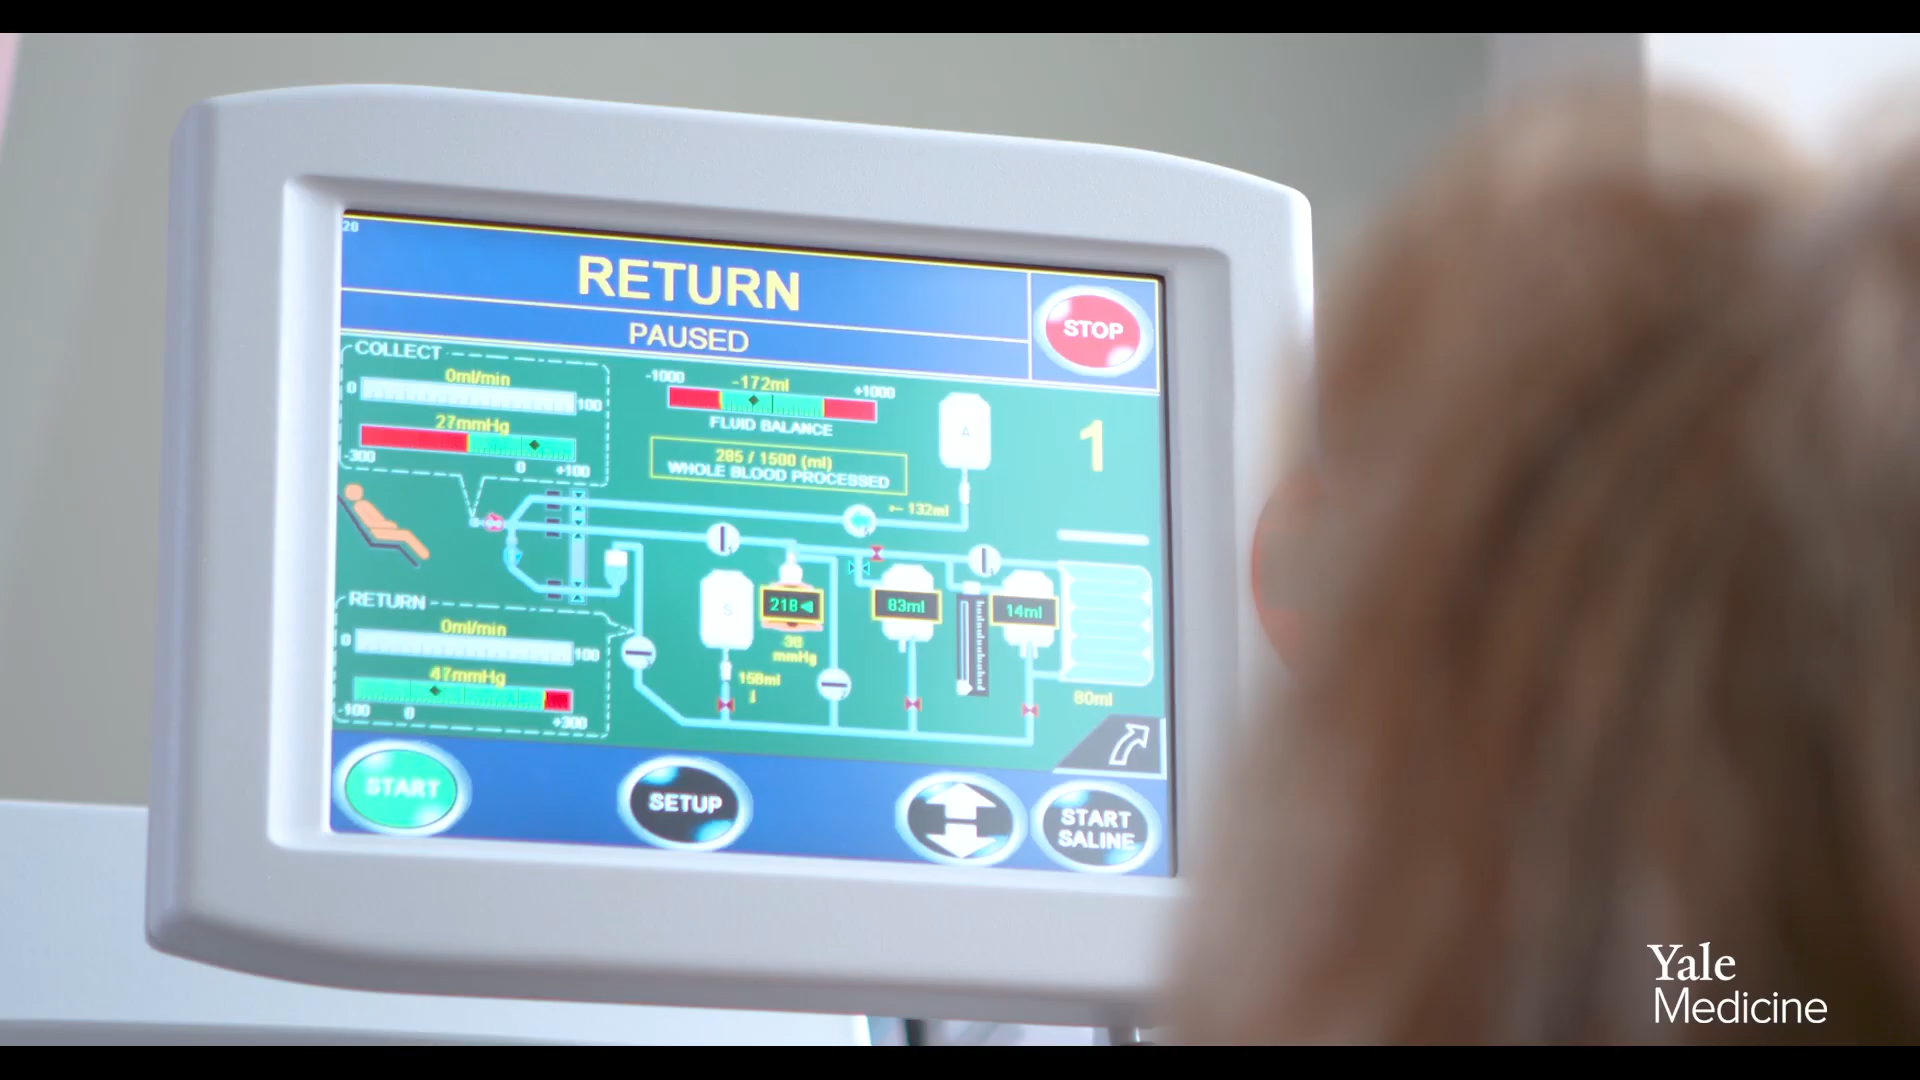 20
RETURN
PAUSED
STOP
COLLECT
0ml/min
0
100
27mmHg
-300
0
+100
-1000
-172ml
+1000
FLUID BALANCE
285 / 1500 (ml)
WHOLE BLOOD PROCESSED
A
1
132ml
S
218
mmHg
158ml
83ml
14ml
80ml
RETURN
0ml/min
0
100
47mmHg
-100
0
+300
START
SETUP
START
SALINE
Yale
Medicine